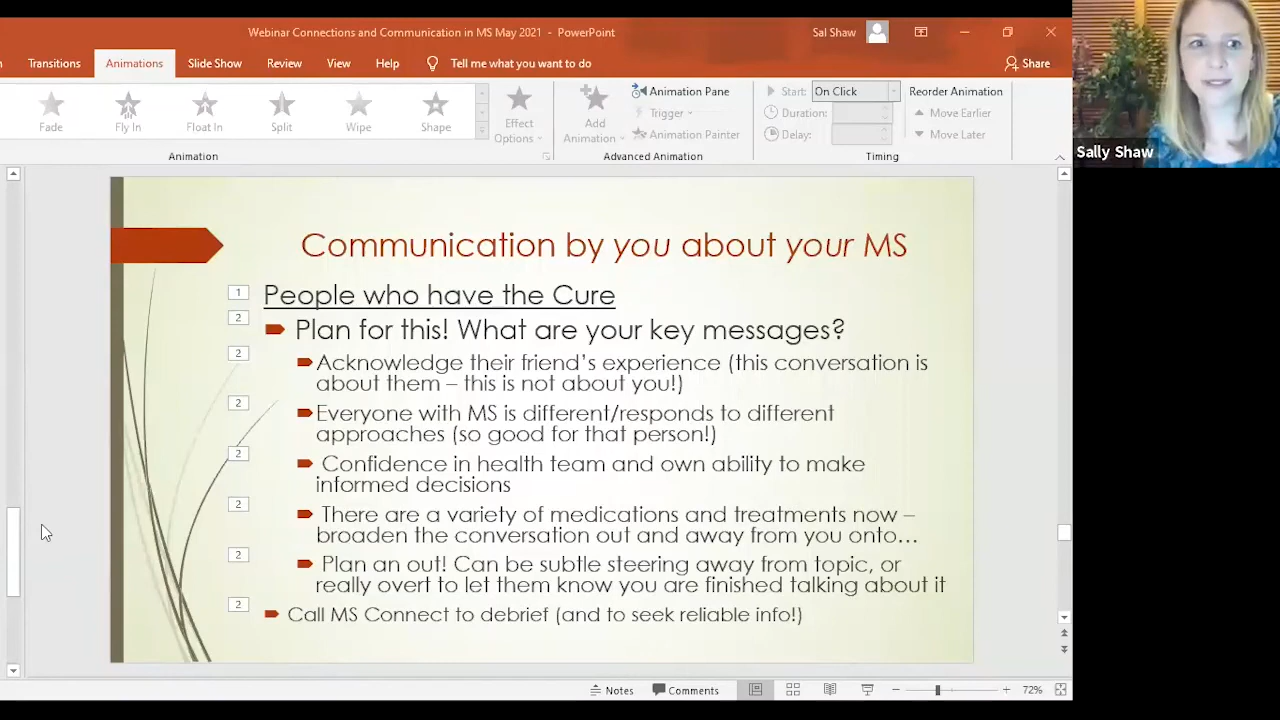 Webinar Connections and Communication in MS May 2021 - PowerPoint
Sal Shaw
Transitions
Animations
Slide Show
Review
View
Help
Tell me what you want to do
Share
Fade
Fly In
Float In
Split
Wipe
Shape
Effect
Options
Add
Animation
Animation Pane
Trigger
Animation Painter
Start: On Click
Duration:
Delay:
Reorder Animation
Move Earlier
Move Later
Animation
Advanced Animation
Timing
Sally Shaw
Communication by you about your MS
1
People who have the Cure
2
Plan for this! What are your key messages?
2
Acknowledge their friend's experience (this conversation is
about them – this is not about you!)
2
Everyone with MS is different/responds to different
approaches (so good for that person!)
2
Confidence in health team and own ability to make
informed decisions
2
There are a variety of medications and treatments now –
broaden the conversation out and away from you onto…
2
Plan an out! Can be subtle steering away from topic, or
really overt to let them know you are finished talking about it
2
Call MS Connect to debrief (and to seek reliable info!)
Notes
Comments
72%